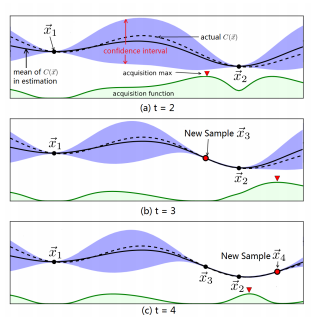 x⃗₁
actual C(x⃗)
confidence interval
mean of C(x⃗)
in estimation
acquisition max
x⃗₂
acquisition function
(a) t = 2
New Sample x⃗₃
x⃗₁
x⃗₂
(b) t = 3
x⃗₁
New Sample x⃗₄
x⃗₃
x⃗₂
(c) t = 4